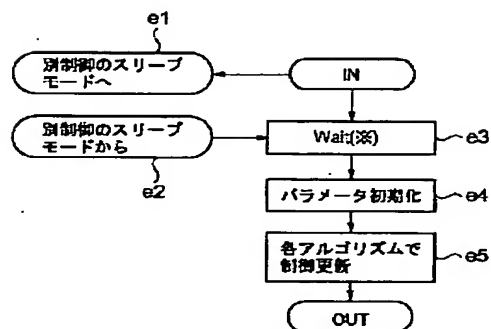 e1
別制御のスリープ
モードへ
IN
別制御のスリープ
モードから
e2
Wait(※)
e3
パラメータ初期化
e4
各アルゴリズムで
制御更新
e5
OUT